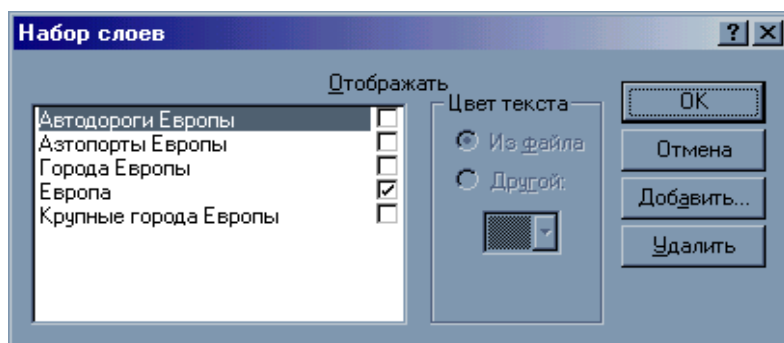 Набор слоев
Отображать
Автодороги Европы
Азтопорты Европы
Города Европы
Европа
Крупные города Европы
Цвет текста
Из файла
Другой:
OK
Отмена
Добавить...
Удалить